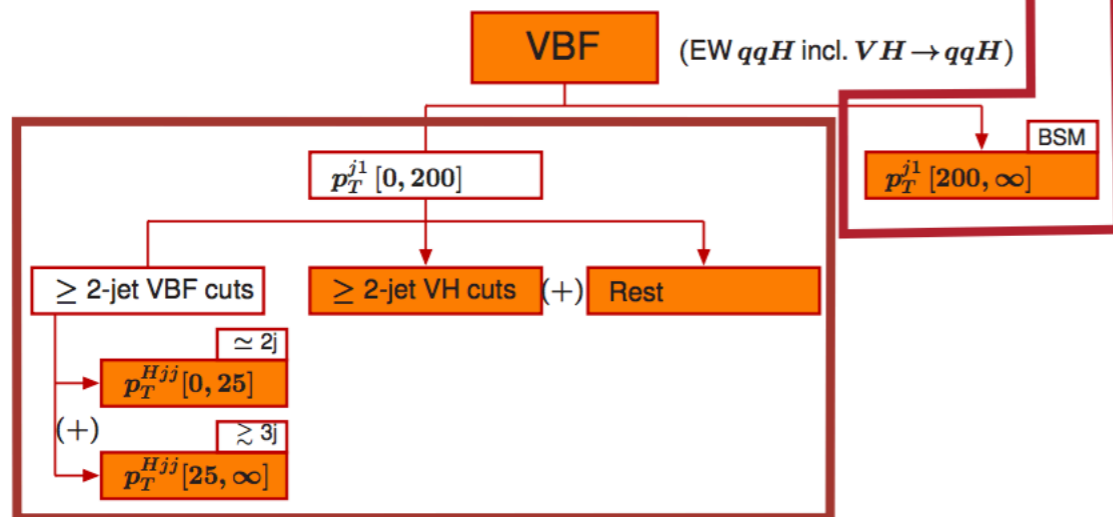 VBF (EW qqH incl. VH → qqH)
BSM
p_T^{j1} [0, 200] p_T^{j1} [200, ∞]
≥ 2-jet VBF cuts ≥ 2-jet VH cuts (+) Rest
≃ 2j
p_T^{Hjj} [0, 25]
(+) ≳ 3j
p_T^{Hjj} [25, ∞]